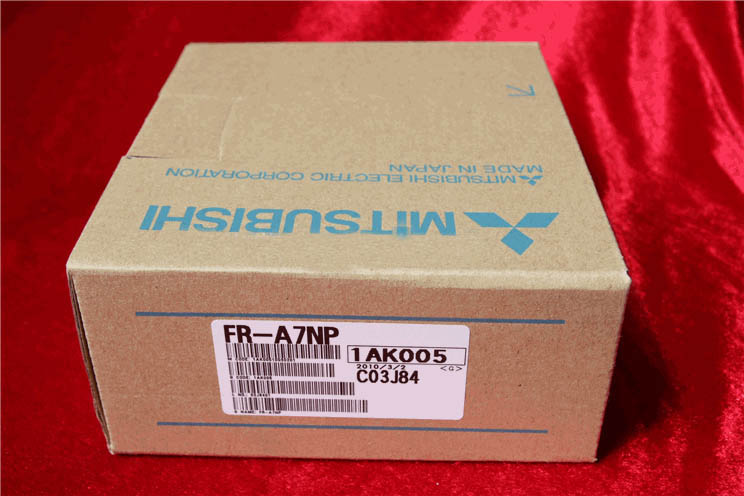 MADE IN JAPAN
MITSUBISHI ELECTRIC CORPORATION
MITSUBISHI
FR-A7NP
1AK005
2010/3/2
<G>
C03J84